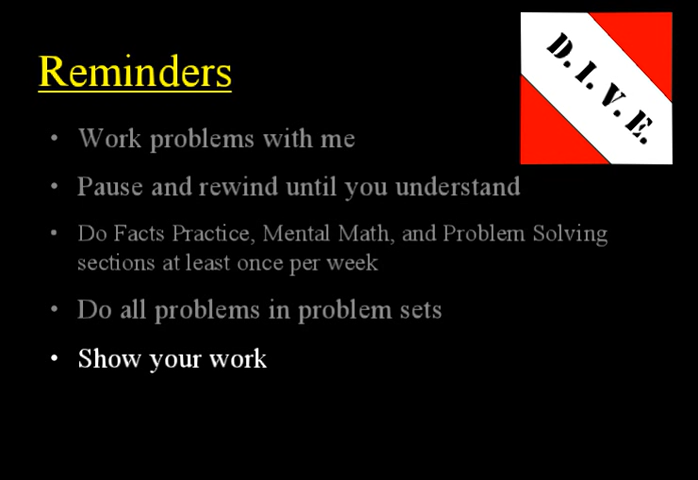 D.I.V.E.
Reminders
• Work problems with me
• Pause and rewind until you understand
• Do Facts Practice, Mental Math, and Problem Solving
sections at least once per week
• Do all problems in problem sets
• Show your work